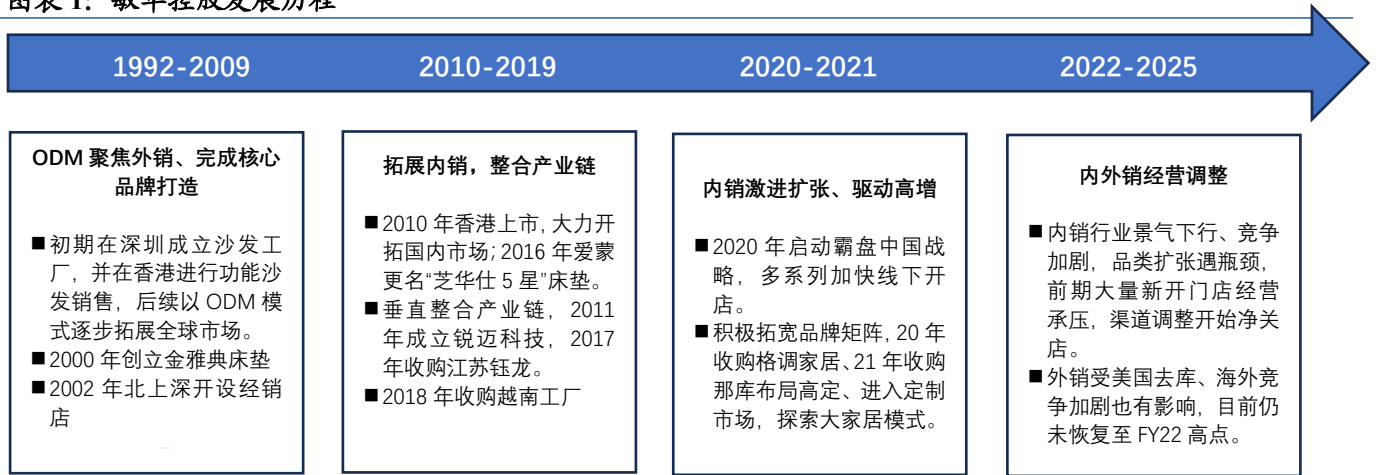 图表 1：敏华控股发展历程
1992-2009
2010-2019
2020-2021
2022-2025
ODM 聚焦外销、完成核心
品牌打造
■初期在深圳成立沙发工
厂，并在香港进行功能沙
发销售，后续以 ODM 模
式逐步拓展全球市场。
■2000 年创立金雅典床垫
■2002 年北上深开设经销
店
拓展内销，整合产业链
■2010 年香港上市，大力开
拓国内市场；2016 年爱蒙
更名“芝华仕 5 星”床垫。
■垂直整合产业链，2011
年成立锐迈科技，2017
年收购江苏钰龙。
■2018 年收购越南工厂
内销激进扩张、驱动高增
■2020 年启动霸盘中国战
略，多系列加快线下开
店。
■积极拓宽品牌矩阵，20 年
收购格调家居、21 年收购
那库布局高定、进入定制
市场，探索大家居模式。
内外销经营调整
■内销行业景气下行、竞争
加剧，品类扩张遇瓶颈，
前期大量新开门店经营
承压，渠道调整开始净关
店。
■外销受美国去库、海外竞
争加剧也有影响，目前仍
未恢复至 FY22 高点。